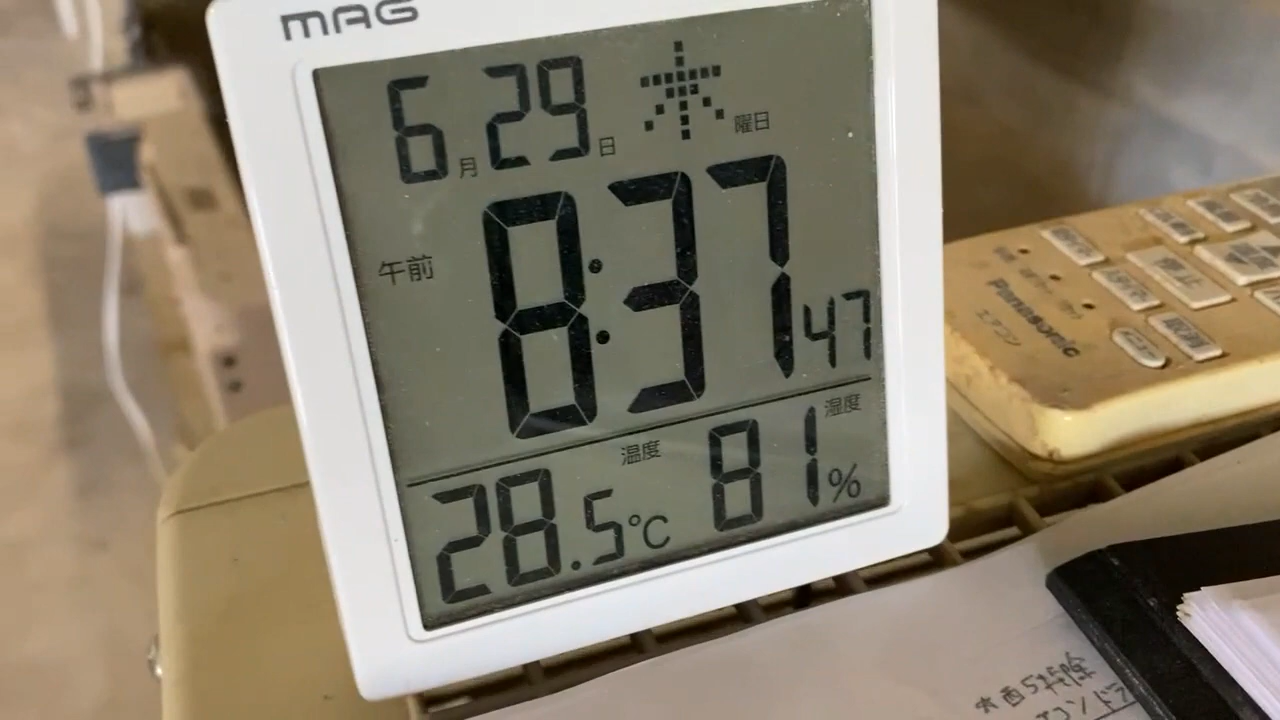 MAG
6月29日 木曜日
午前 8:37 47
温度 湿度
28.5℃ 81%
Panasonic
エアコン